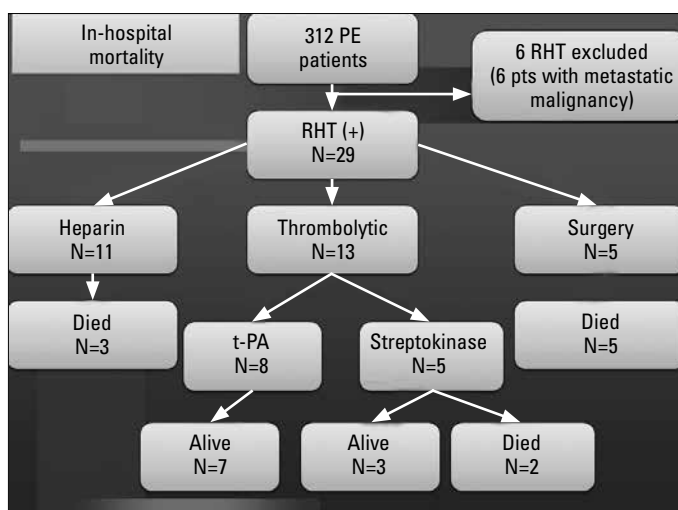 In-hospital
mortality
312 PE
patients
6 RHT excluded
(6 pts with metastatic
malignancy)
RHT (+)
N=29
Heparin
N=11
Thrombolytic
N=13
Surgery
N=5
Died
N=3
t-PA
N=8
Streptokinase
N=5
Died
N=5
Alive
N=7
Alive
N=3
Died
N=2